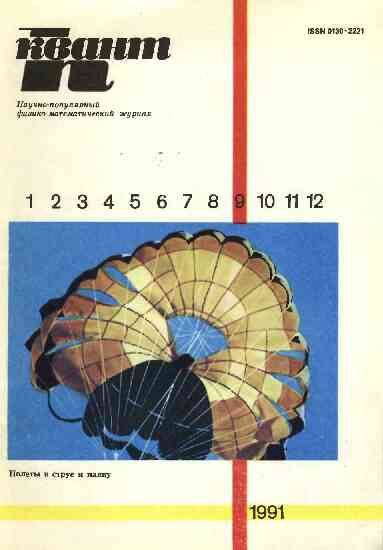 квант
ISSN 0130-2221
Научно-популярный
физико-математический журнал
1 2 3 4 5 6 7 8 9 10 11 12
Полеты в струе и наяву
1991